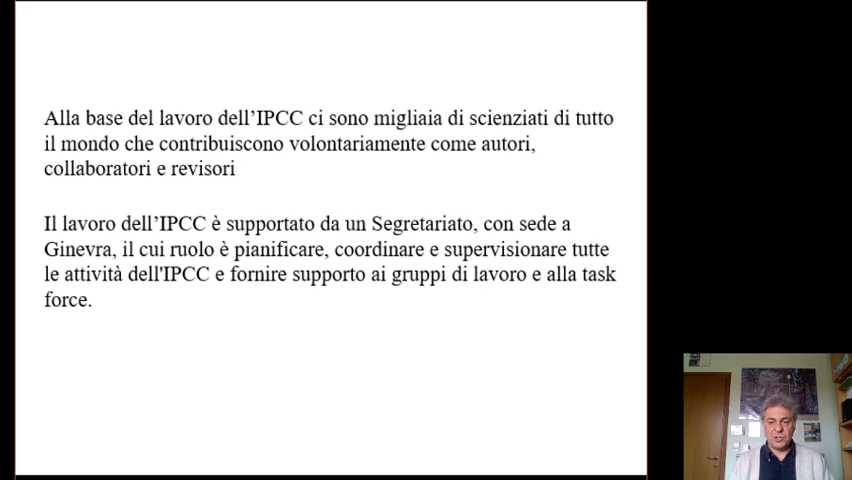 Alla base del lavoro dell’IPCC ci sono migliaia di scienziati di tutto
il mondo che contribuiscono volontariamente come autori,
collaboratori e revisori
Il lavoro dell’IPCC è supportato da un Segretariato, con sede a
Ginevra, il cui ruolo è pianificare, coordinare e supervisionare tutte
le attività dell'IPCC e fornire supporto ai gruppi di lavoro e alla task
force.